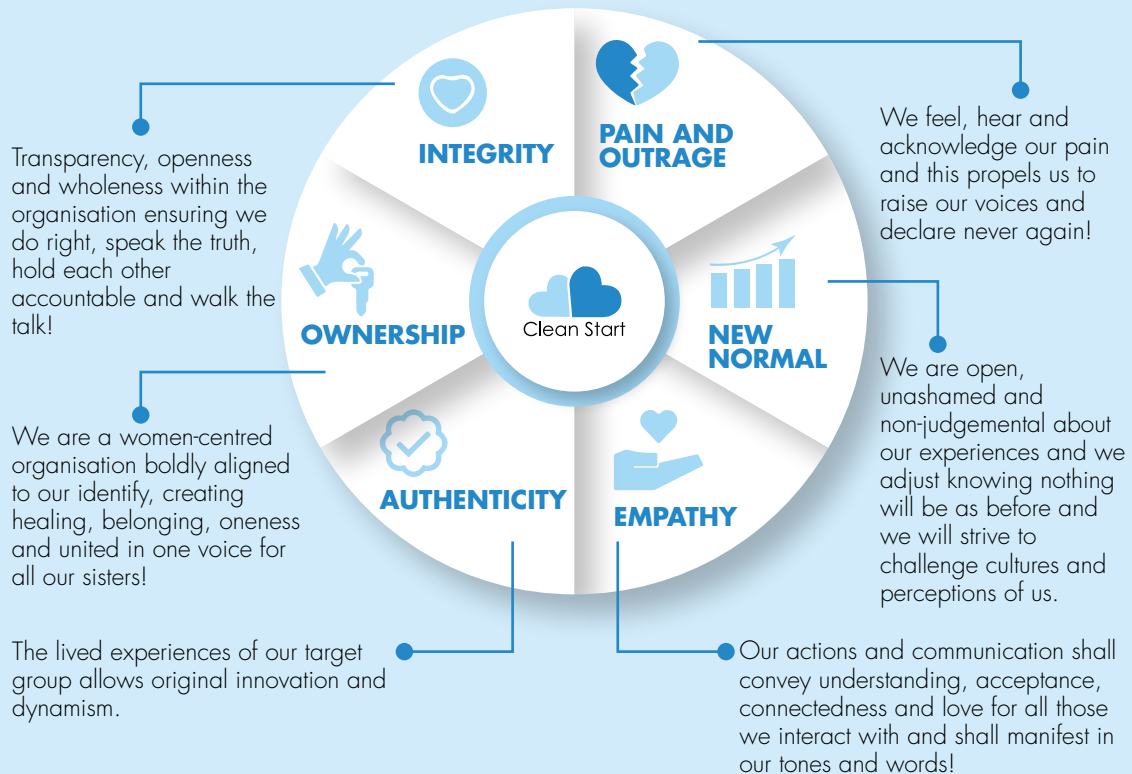 INTEGRITY
Transparency, openness
and wholeness within the
organisation ensuring we
do right, speak the truth,
hold each other
accountable and walk the
talk!
PAIN AND
OUTRAGE
We feel, hear and
acknowledge our pain
and this propels us to
raise our voices and
declare never again!
OWNERSHIP
We are a women-centred
organisation boldly aligned
to our identify, creating
healing, belonging, oneness
and united in one voice for
all our sisters!
Clean Start
NEW
NORMAL
We are open,
unashamed and
non-judgemental about
our experiences and we
adjust knowing nothing
will be as before and
we will strive to
challenge cultures and
perceptions of us.
AUTHENTICITY
The lived experiences of our target
group allows original innovation and
dynamism.
EMPATHY
Our actions and communication shall
convey understanding, acceptance,
connectedness and love for all those
we interact with and shall manifest in
our tones and words!